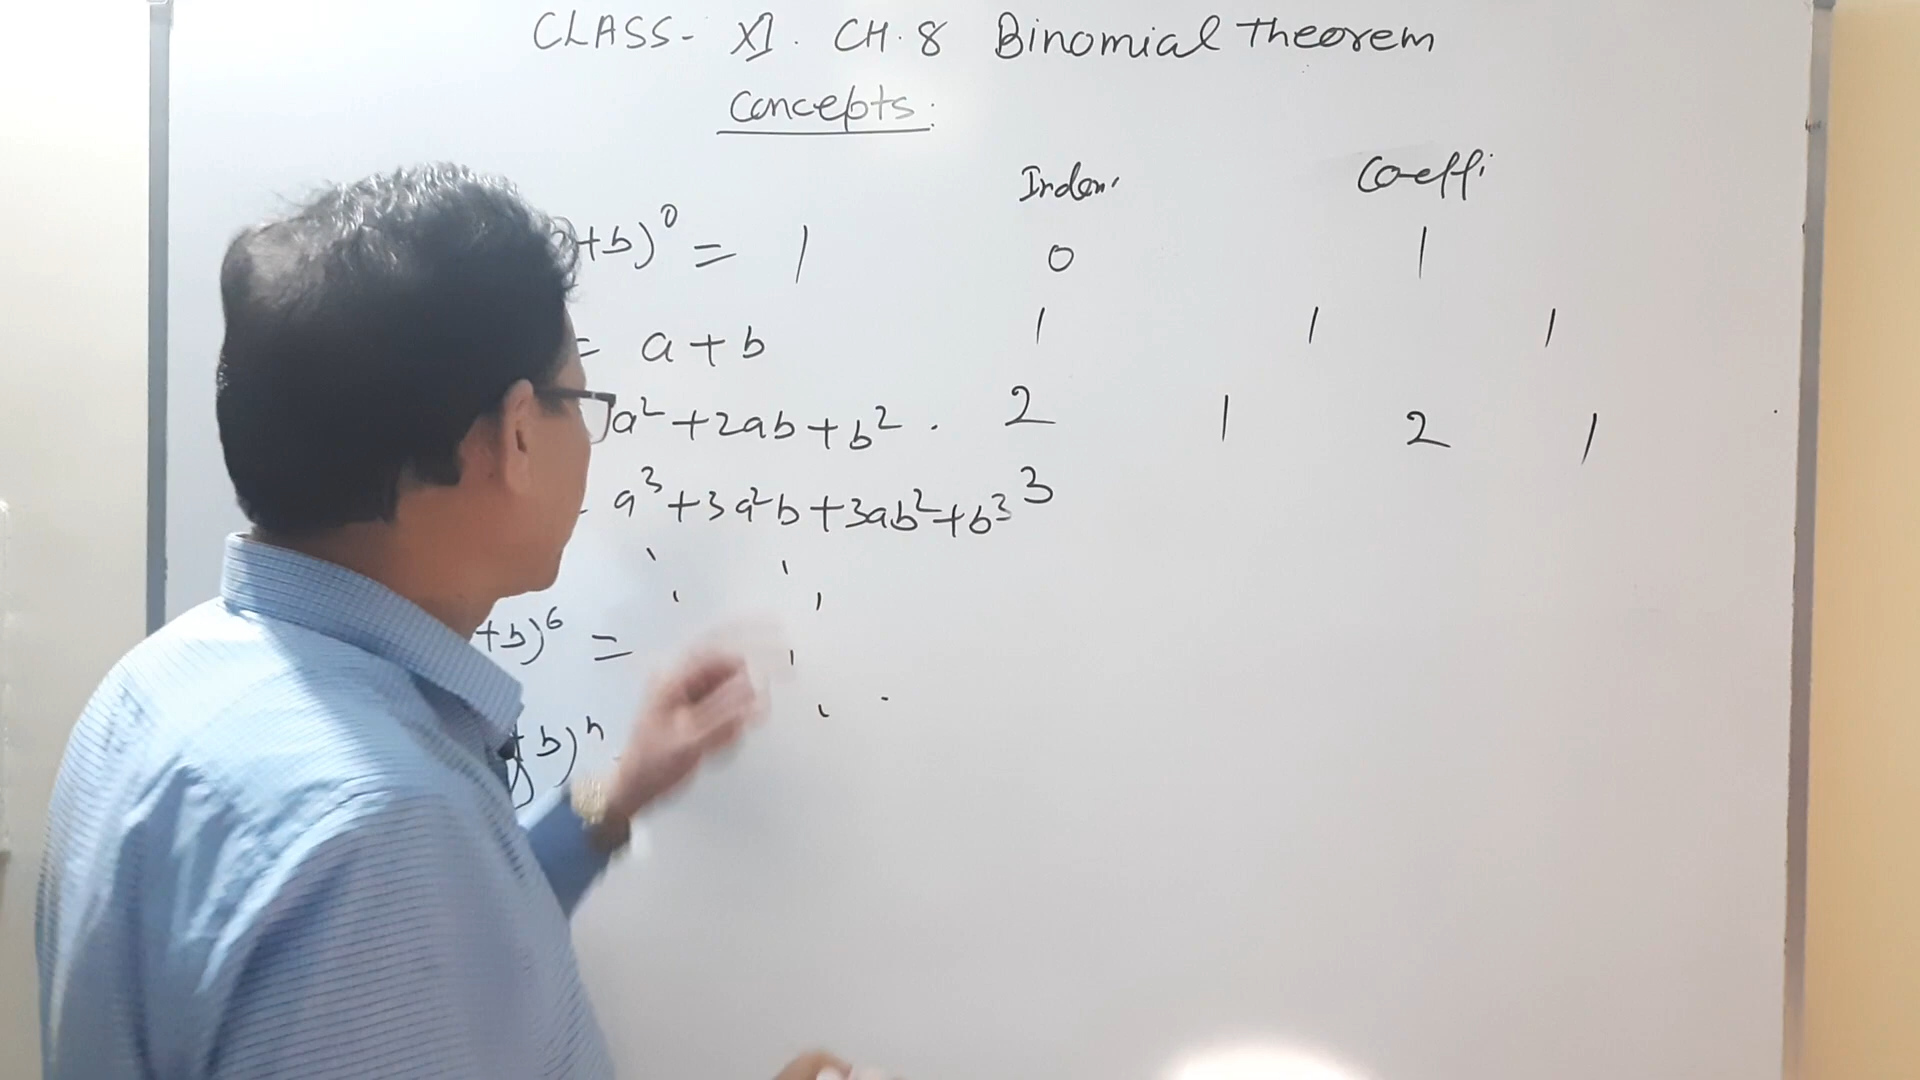 CLASS - XI. CH. 8 Binomial Theorem
Concepts:
Index. Coeffi.
+b)⁰ = 1 0 1
= a + b 1 1 1
a² + 2ab + b². 2 1 2 1
a³ + 3a²b + 3ab² + b³ 3
+b)⁶ =
+b)ⁿ